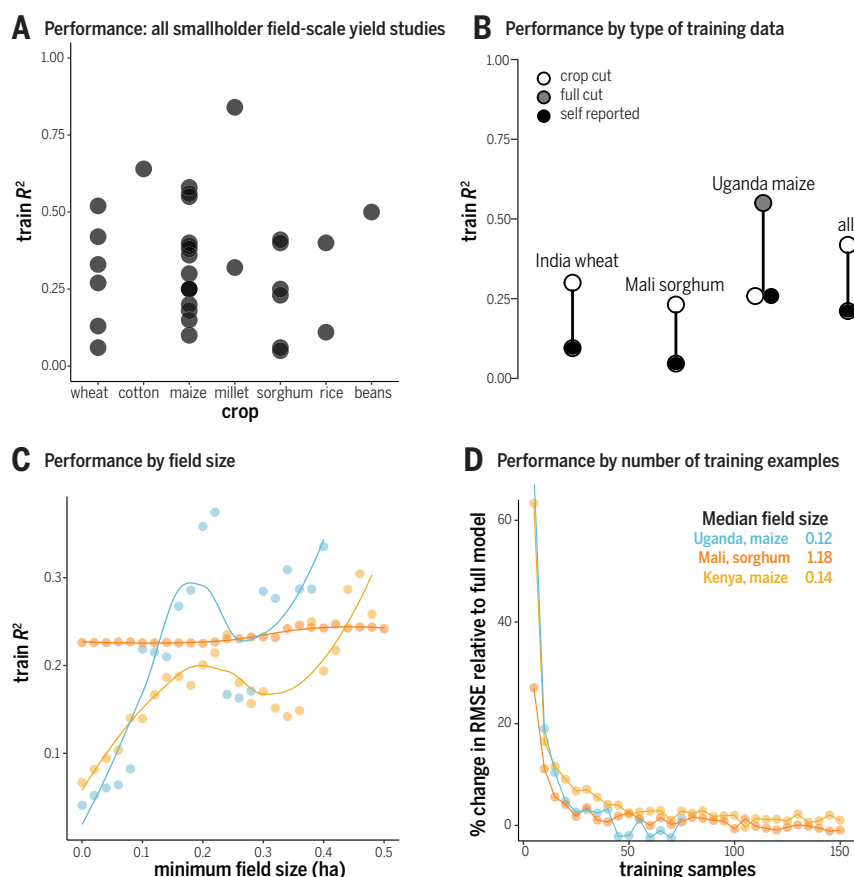 A Performance: all smallholder field-scale yield studies
1.00
0.75
0.50
0.25
0.00
train R²
wheat cotton maize millet sorghum rice beans
crop
B Performance by type of training data
1.00
0.75
0.50
0.25
0.00
train R²
crop cut
full cut
self reported
India wheat
Mali sorghum
Uganda maize
all
C Performance by field size
0.3
0.2
0.1
train R²
0.0 0.1 0.2 0.3 0.4 0.5
minimum field size (ha)
D Performance by number of training examples
60
40
20
0
% change in RMSE relative to full model
Median field size
Uganda, maize 0.12
Mali, sorghum 1.18
Kenya, maize 0.14
50 100 150
training samples